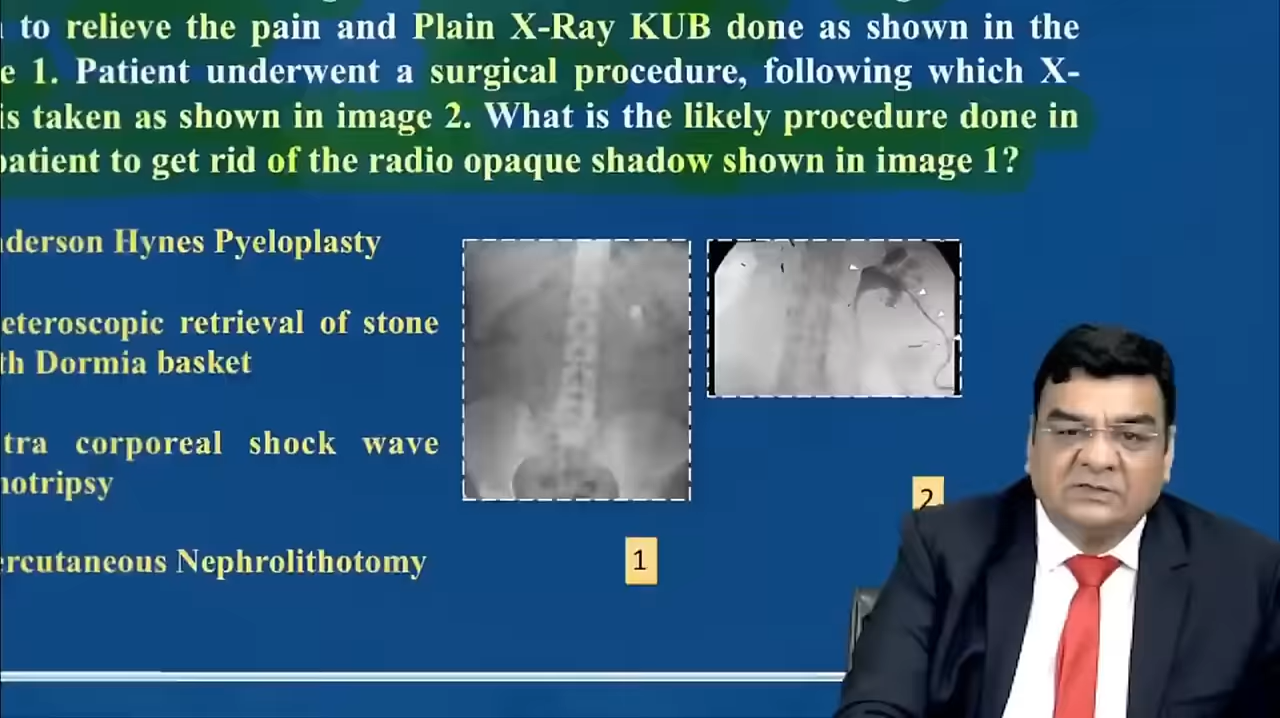 to relieve the pain and Plain X-Ray KUB done as shown in the
e 1. Patient underwent a surgical procedure, following which X-
is taken as shown in image 2. What is the likely procedure done in
patient to get rid of the radio opaque shadow shown in image 1?
derson Hynes Pyeloplasty
eteroscopic retrieval of stone
th Dormia basket
tra corporeal shock wave
hotripsy
ercutaneous Nephrolithotomy
1
2